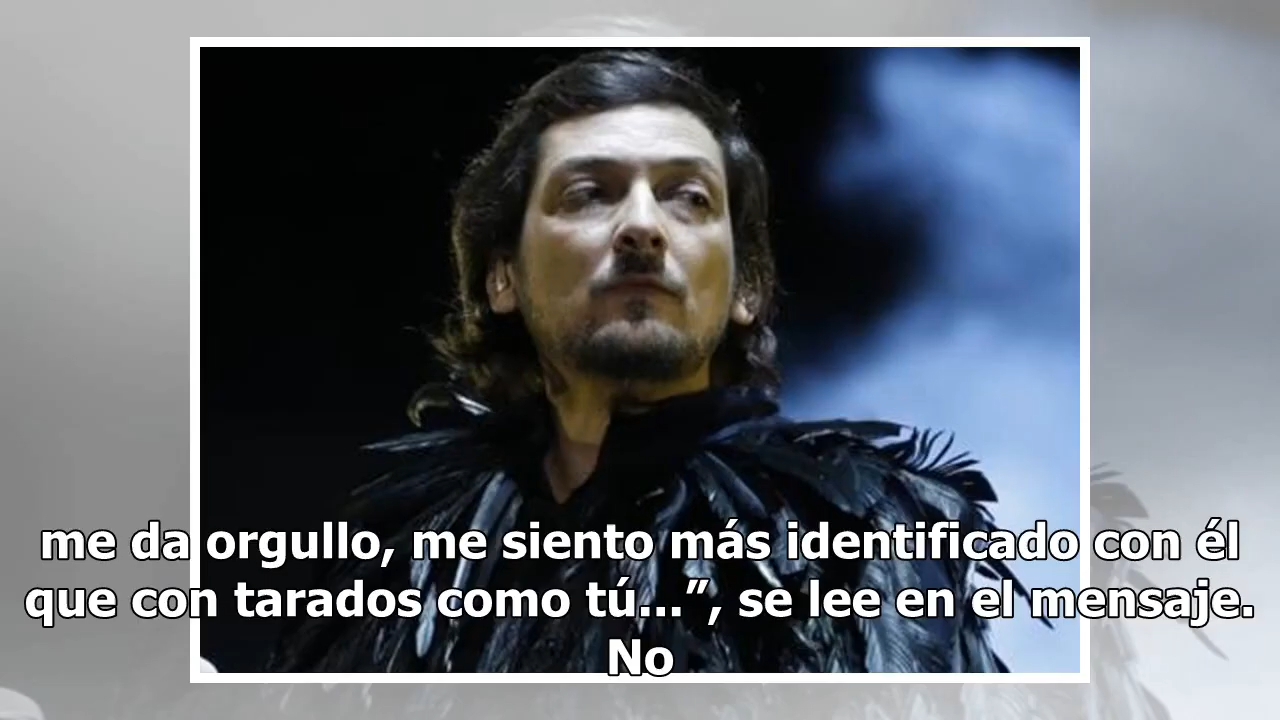 me da orgullo, me siento más identificado con él
que con tarados como tú...”, se lee en el mensaje.
No